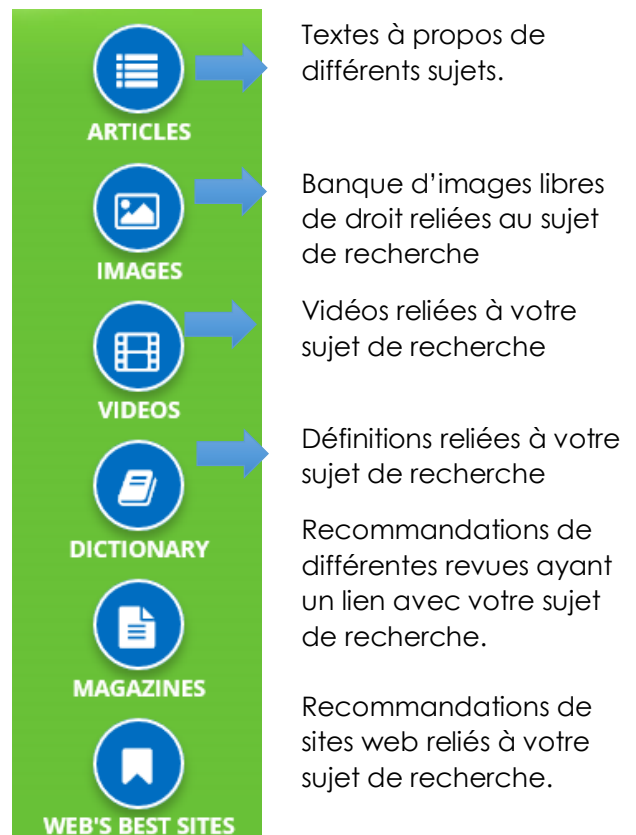 ARTICLES
Textes à propos de
différents sujets.
IMAGES
Banque d’images libres
de droit reliées au sujet
de recherche
VIDEOS
Vidéos reliées à votre
sujet de recherche
DICTIONARY
Définitions reliées à votre
sujet de recherche
MAGAZINES
Recommandations de
différentes revues ayant
un lien avec votre sujet
de recherche.
WEB'S BEST SITES
Recommandations de
sites web reliés à votre
sujet de recherche.